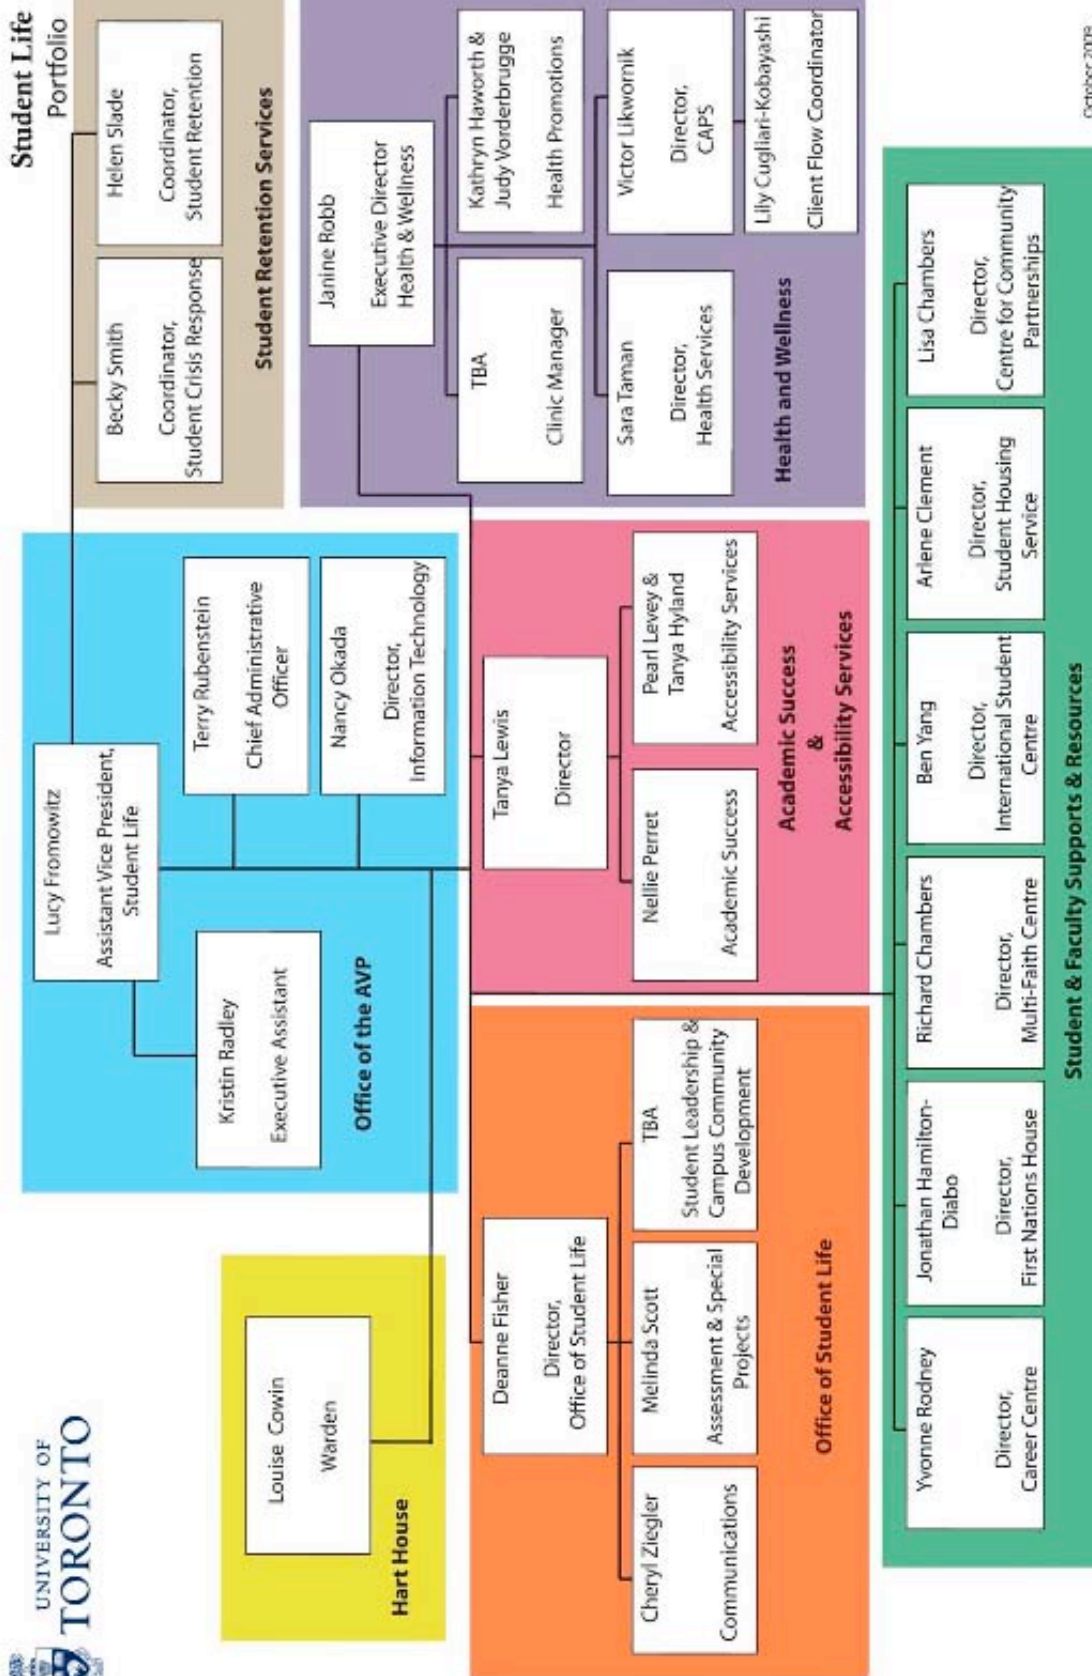 UNIVERSITY OF
TORONTO
Student Life
Portfolio
Lucy Fromowitz
Assistant Vice President,
Student Life
Kristin Radley
Executive Assistant
Terry Rubenstein
Chief Administrative
Officer
Nancy Okada
Director,
Information Technology
Office of the AVP
Becky Smith
Coordinator,
Student Crisis Response
Helen Slade
Coordinator,
Student Retention
Student Retention Services
Louise Cowin
Warden
Hart House
Janine Robb
Executive Director
Health & Wellness
TBA
Clinic Manager
Kathryn Haworth &
Judy Vorderbrugge
Health Promotions
Sara Taman
Director,
Health Services
Victor Likwornik
Director,
CAPS
Lily Cugliari-Kobayashi
Client Flow Coordinator
Health and Wellness
Deanne Fisher
Director,
Office of Student Life
Cheryl Ziegler
Communications
Melinda Scott
Assessment & Special
Projects
TBA
Student Leadership &
Campus Community
Development
Office of Student Life
Tanya Lewis
Director
Nellie Perret
Academic Success
Pearl Levey &
Tanya Hyland
Accessibility Services
Academic Success
&
Accessibility Services
Yvonne Rodney
Director,
Career Centre
Jonathan Hamilton-
Diabo
Director,
First Nations House
Richard Chambers
Director,
Multi-Faith Centre
Ben Yang
Director,
International Student
Centre
Arlene Clement
Director,
Student Housing
Service
Lisa Chambers
Director,
Centre for Community
Partnerships
Student & Faculty Supports & Resources
October 2009